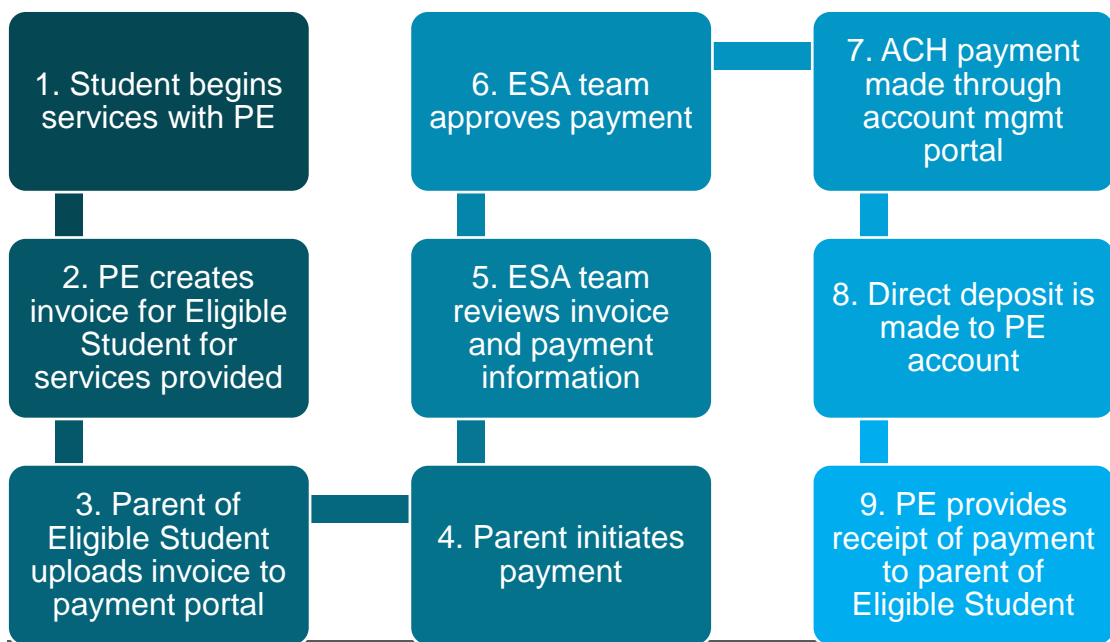 1. Student begins
services with PE
2. PE creates
invoice for Eligible
Student for
services provided
3. Parent of
Eligible Student
uploads invoice to
payment portal
4. Parent initiates
payment
5. ESA team
reviews invoice
and payment
information
6. ESA team
approves payment
7. ACH payment
made through
account mgmt
portal
8. Direct deposit is
made to PE
account
9. PE provides
receipt of payment
to parent of
Eligible Student